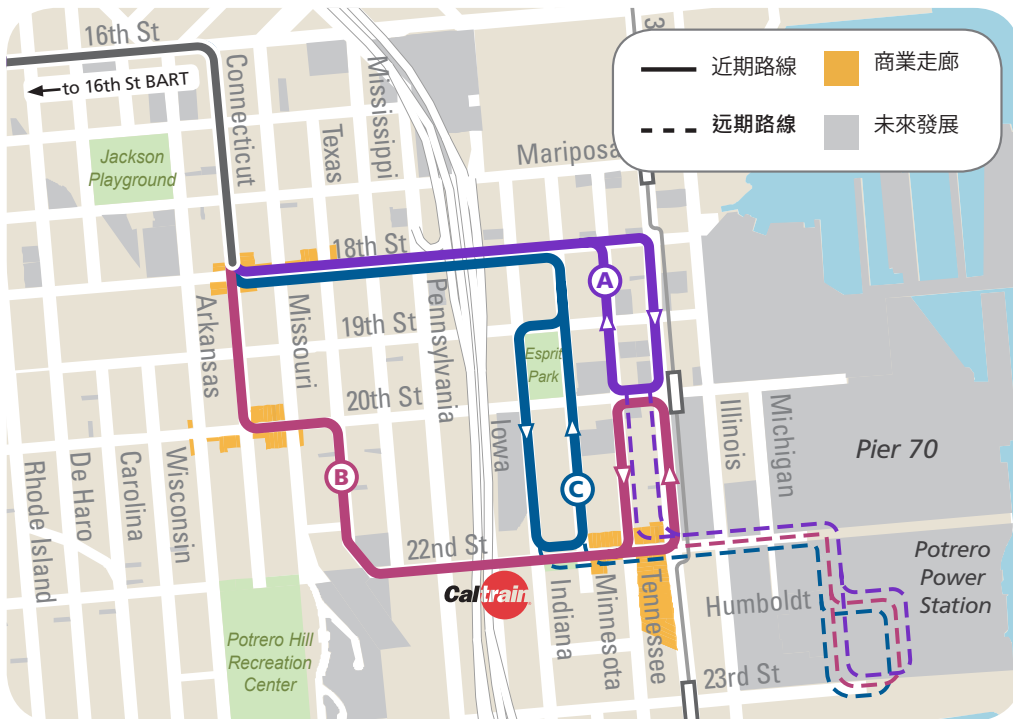 16th St
to 16th St BART
Connecticut
Mississippi
Texas
3
近期路線
商業走廊
远期路線
未來發展
Jackson
Playground
Mariposa
18th St
A
Arkansas
Missouri
Pennsylvania
19th St
Esprit
Park
20th St
Iowa
Illinois
Michigan
Pier 70
B
C
Rhode Island
De Haro
Carolina
Wisconsin
22nd St
Caltrain
Indiana
Minnesota
Tennessee
Humboldt
Potrero
Power
Station
Potrero Hill
Recreation
Center
23rd St